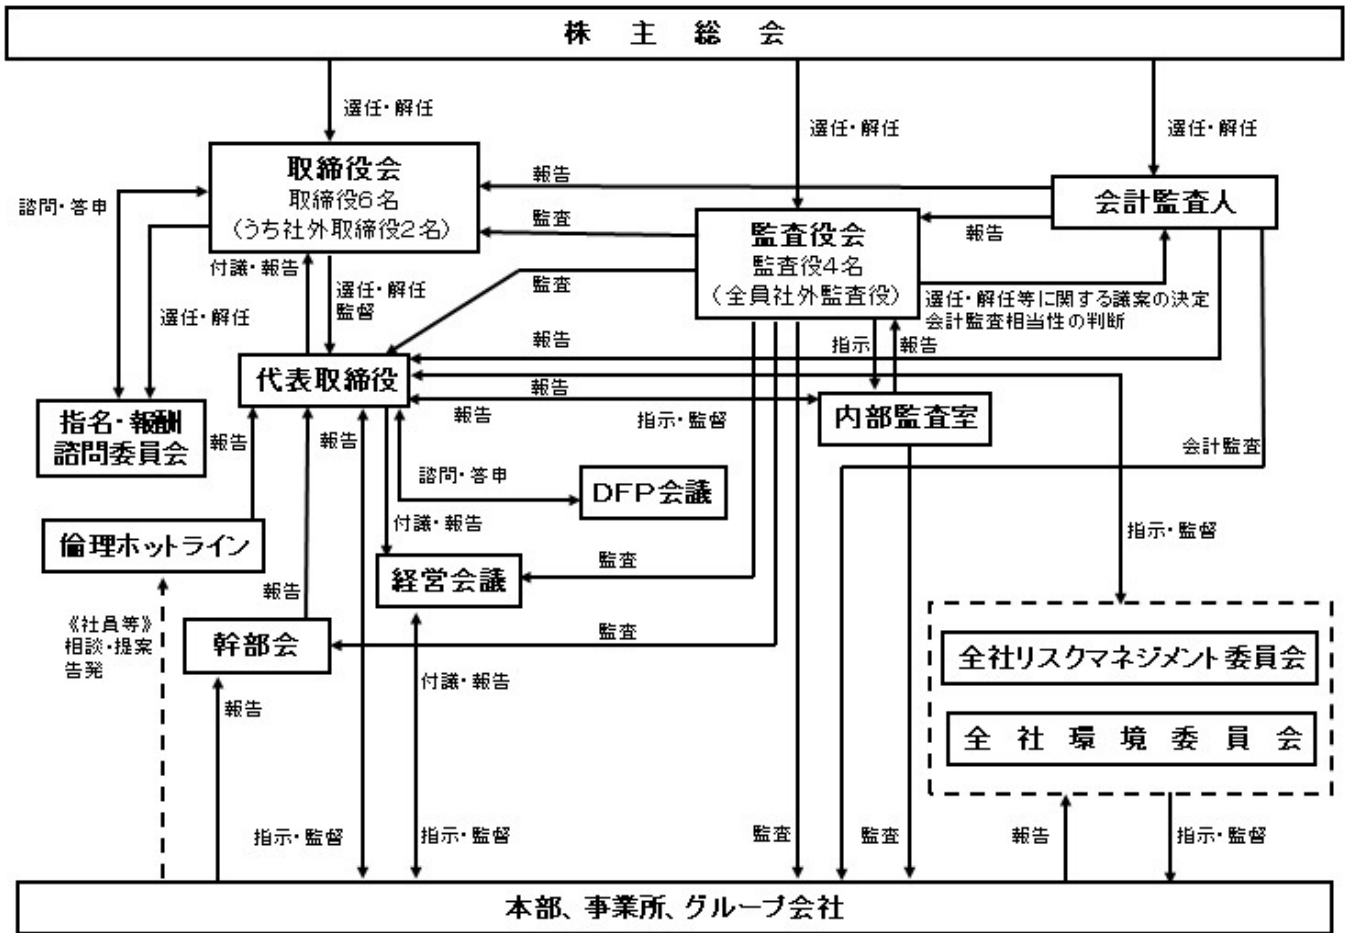 株 主 総 会
選任・解任
選任・解任
選任・解任
取締役会
取締役6名
(うち社外取締役2名)
諮問・答申
報告
会計監査人
監査
報告
監査役会
監査役4名
(全員社外監査役)
付議・報告
選任・解任
監督
監査
選任・解任等に関する議案の決定
会計監査相当性の判断
選任・解任
報告
指示
報告
代表取締役
報告
報告
指示・監督
内部監査室
指名・報酬
諮問委員会
報告
報告
会計監査
諮問・答申
DFP会議
倫理ホットライン
付議・報告
指示・監督
経営会議
監査
報告
《社員等》
相談・提案
告発
幹部会
監査
全社リスクマネジメント委員会
付議・報告
報告
全 社 環 境 委 員 会
指示・監督
指示・監督
監査
監査
報告
指示・監督
本部、事業所、グループ会社